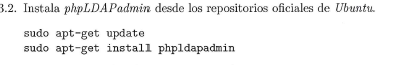 3.2. Instala phpLDAPadmin desde los repositorios oficiales de Ubuntu.
sudo apt-get update
sudo apt-get install phpldapadmin